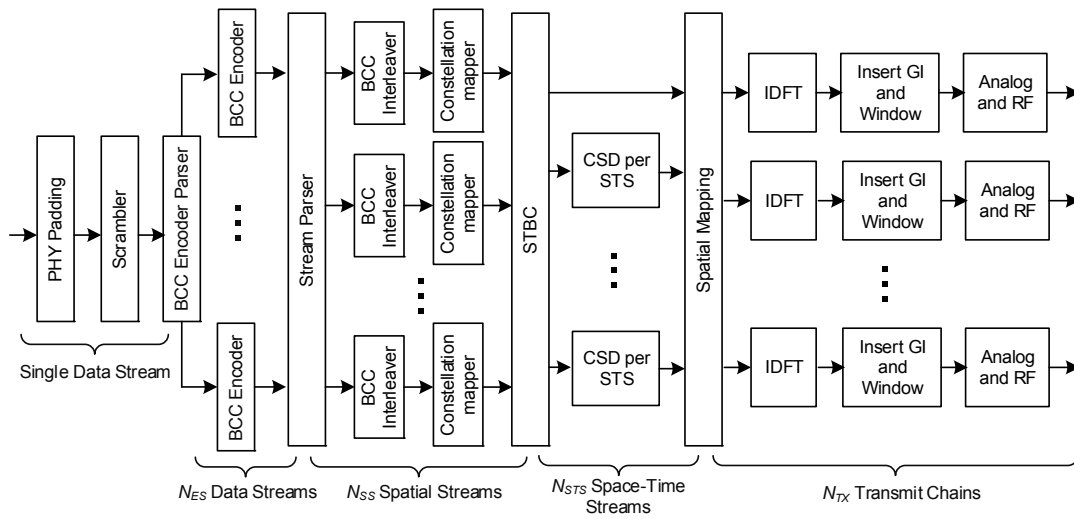 PHY Padding
Scrambler
BCC Encoder Parser
BCC Encoder
BCC Encoder
Stream Parser
BCC
Interleaver
Constellation
mapper
BCC
Interleaver
Constellation
mapper
BCC
Interleaver
Constellation
mapper
STBC
CSD per
STS
CSD per
STS
Spatial Mapping
IDFT
Insert GI
and
Window
Analog
and RF
IDFT
Insert GI
and
Window
Analog
and RF
IDFT
Insert GI
and
Window
Analog
and RF
Single Data Stream
NES Data Streams
NSS Spatial Streams
NSTS Space-Time
Streams
NTX Transmit Chains